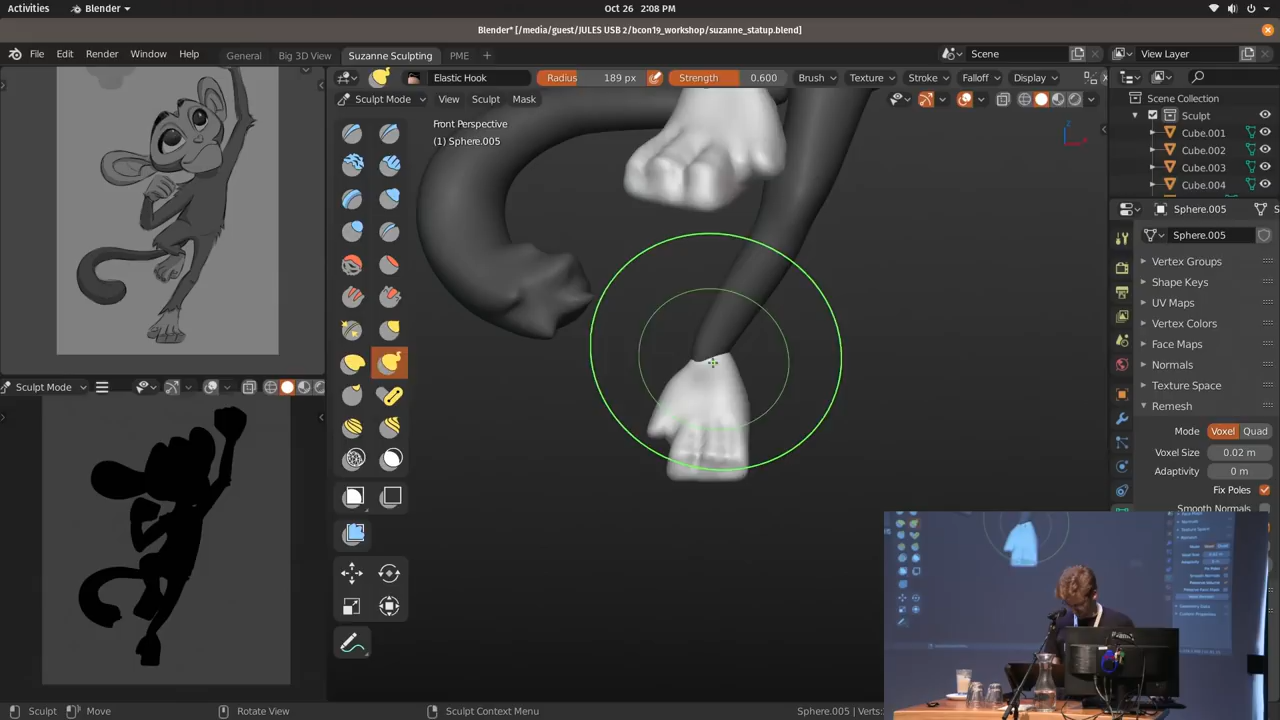 Activities
Blender
Oct 26 2:08 PM
Blender* [/media/guest/JULES USB 2/bcon19_workshop/suzanne_statup.blend]
File Edit Render Window Help
General Big 3D View Suzanne Sculpting PME +
Scene
View Layer
Elastic Hook
Radius 189 px
Strength 0.600
Brush Texture Stroke Falloff Display
Sculpt Mode View Sculpt Mask
Front Perspective
(1) Sphere.005
Z
Scene Collection
Sculpt
Cube.001
Cube.002
Cube.003
Cube.004
Sphere.005
S
Sphere.005
Vertex Groups
Shape Keys
UV Maps
Vertex Colors
Face Maps
Normals
Texture Space
Remesh
Mode Voxel Quad
Voxel Size 0.02 m
Adaptivity 0 m
Fix Poles
Smooth Normals
Sculpt Mode
Sculpt Move Rotate View Sculpt Context Menu Sphere.005 | Verts: